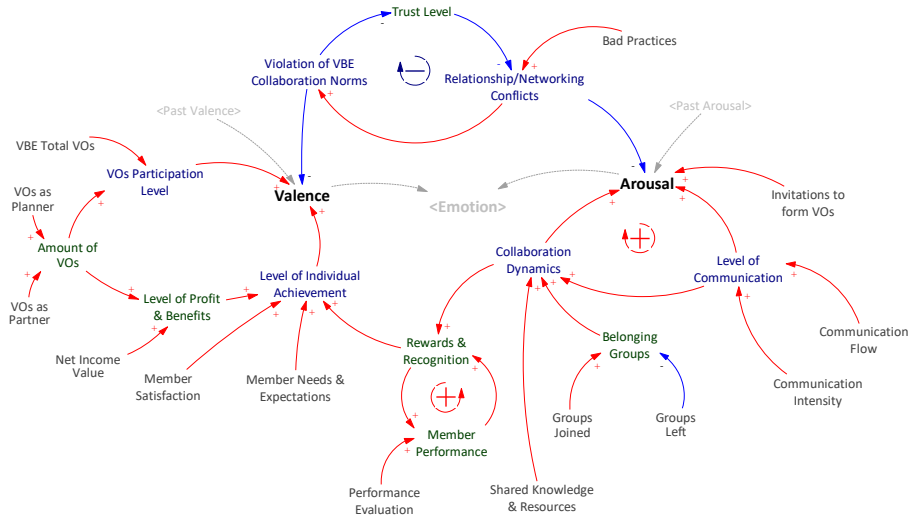 Trust Level
-
Bad Practices
Violation of VBE
Collaboration Norms
-
+
Relationship/Networking
Conflicts
+
<Past Valence>
<Past Arousal>
VBE Total VOs
+
VOs Participation
Level
-
+
Valence
-
+
Arousal
+
+
+
<Emotion>
Invitations to
form VOs
VOs as
Planner
+
+
+
Amount of
VOs
+
+
Collaboration
Dynamics
+
+
+
Level of
Communication
+
+
VOs as
Partner
Level of Profit
& Benefits
+
+
+
Level of Individual
Achievement
+
+
+
+
Net Income
Value
Member
Satisfaction
Member Needs &
Expectations
+
Rewards &
Recognition
+
Belonging
Groups
+
-
Communication
Flow
Communication
Intensity
+
+
+
Member
Performance
Groups
Joined
Groups
Left
Performance
Evaluation
Shared Knowledge
& Resources